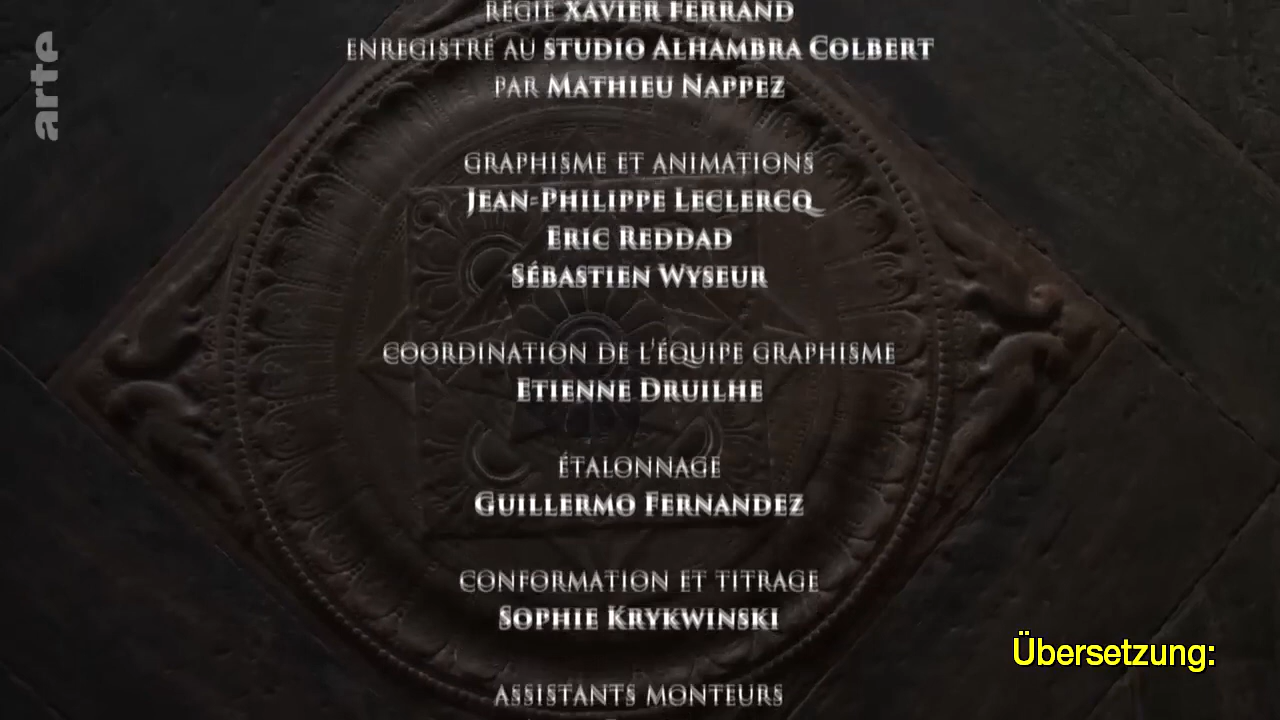 arte
RÉGIE XAVIER FERRAND
ENREGISTRÉ AU STUDIO ALHAMBRA COLBERT
PAR MATHIEU NAPPEZ
GRAPHISME ET ANIMATIONS
JEAN-PHILIPPE LECLERCQ
ERIC REDDAD
SÉBASTIEN WYSEUR
COORDINATION DE L'ÉQUIPE GRAPHISME
ETIENNE DRUILHE
ÉTALONNAGE
GUILLERMO FERNANDEZ
CONFORMATION ET TITRAGE
SOPHIE KRYKWINSKI
ASSISTANTS MONTEURS
Übersetzung: